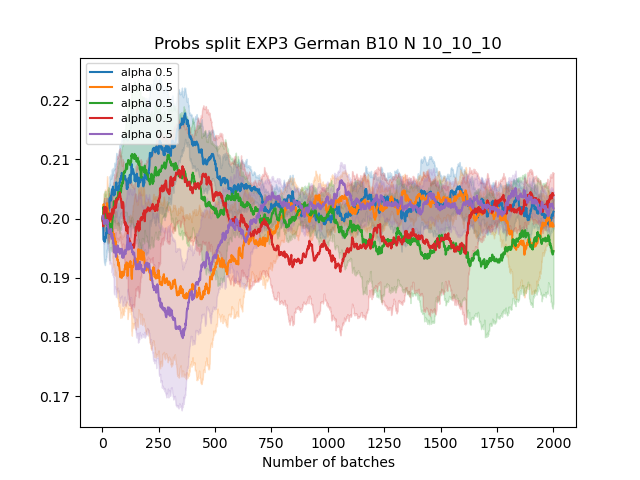 Probs split EXP3 German B10 N 10_10_10
alpha 0.5
alpha 0.5
alpha 0.5
alpha 0.5
alpha 0.5
0.22
0.21
0.20
0.19
0.18
0.17
0 250 500 750 1000 1250 1500 1750 2000
Number of batches